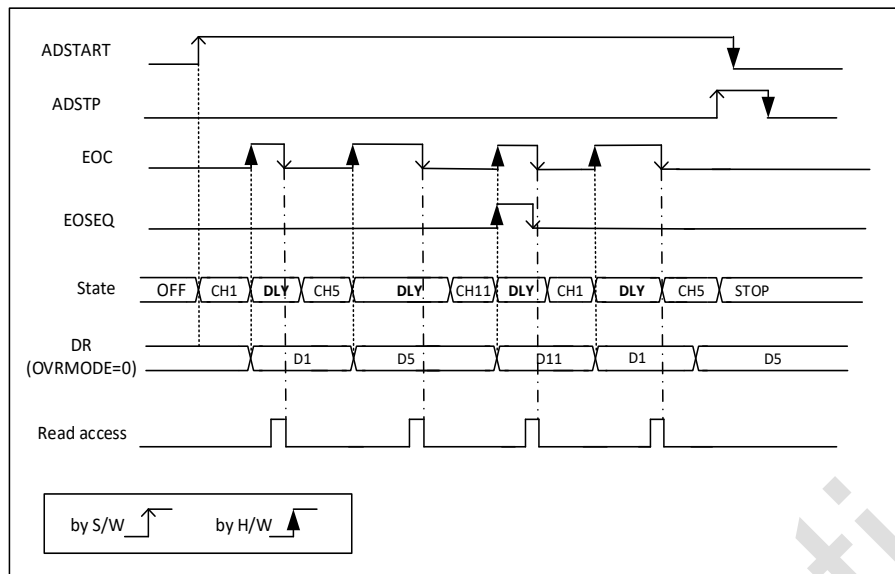 ADSTART
ADSTP
EOC
EOSEQ
State OFF CH1 DLY CH5 DLY CH11 DLY CH1 DLY CH5 STOP
DR
(OVRMODE=0) D1 D5 D11 D1 D5
Read access
by S/W by H/W